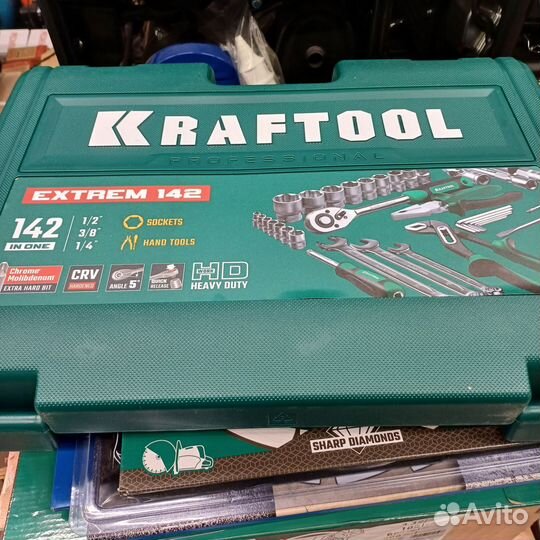 KRAFTOOL
PROFESSIONAL
EXTREM 142
142
IN ONE
1/2"
3/8"
1/4"
SOCKETS
HAND TOOLS
Chrome
Molibdenum
EXTRA HARD BIT
CRV
HARDENED
ANGLE 5°
QUICK
RELEASE
HD
HEAVY DUTY
SHARP DIAMONDS
Avito